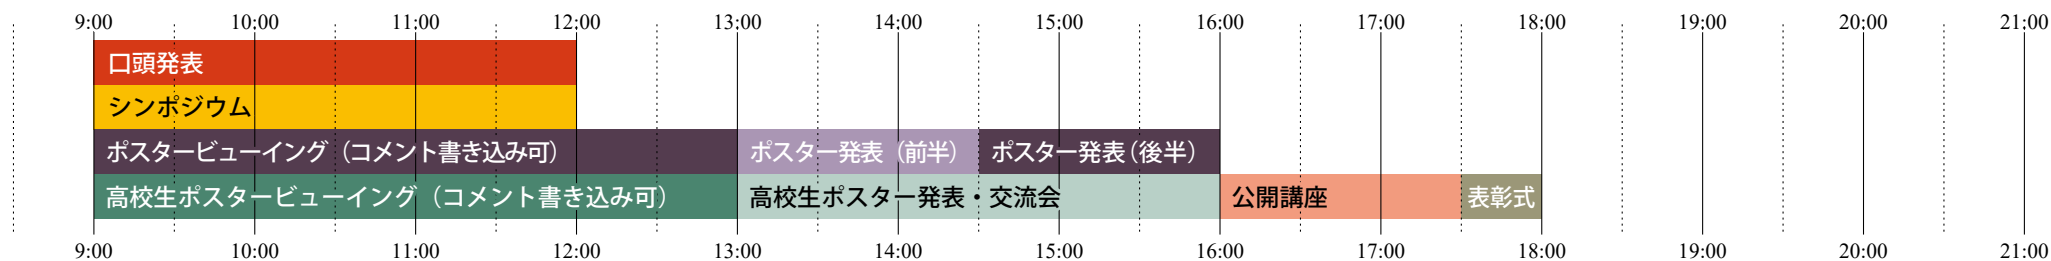 9:00 10:00 11:00 12:00 13:00 14:00 15:00 16:00 17:00 18:00 19:00 20:00 21:00
口頭発表
シンポジウム
ポスタービューイング（コメント書き込み可） ポスター発表（前半） ポスター発表（後半）
高校生ポスタービューイング（コメント書き込み可） 高校生ポスター発表・交流会 公開講座 表彰式
9:00 10:00 11:00 12:00 13:00 14:00 15:00 16:00 17:00 18:00 19:00 20:00 21:00